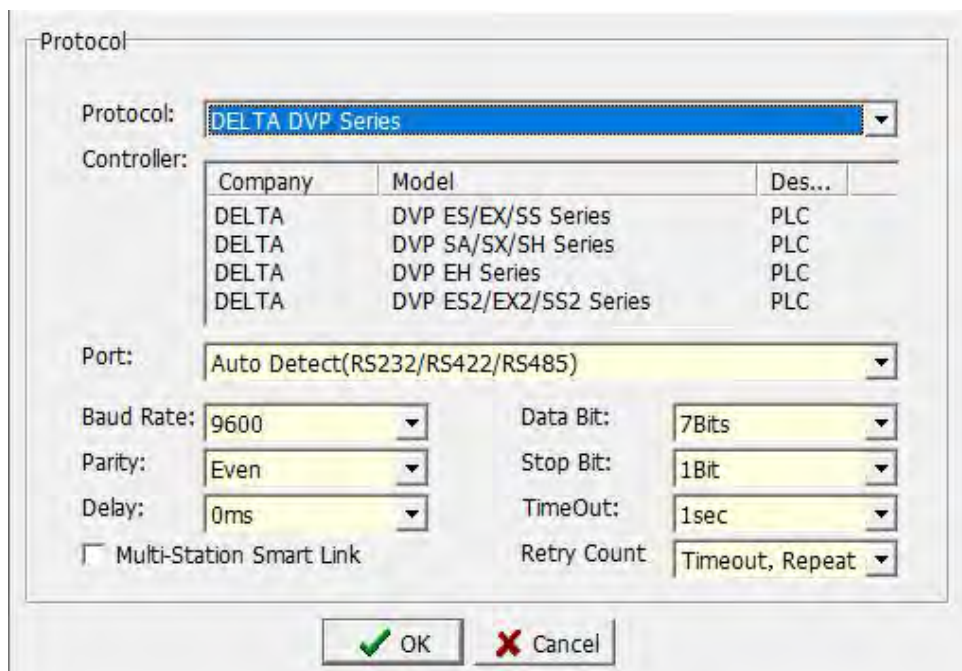 Protocol
Protocol: DELTA DVP Series
Controller:
Company Model Des...
DELTA DVP ES/EX/SS Series PLC
DELTA DVP SA/SX/SH Series PLC
DELTA DVP EH Series PLC
DELTA DVP ES2/EX2/SS2 Series PLC
Port: Auto Detect(RS232/RS422/RS485)
Baud Rate: 9600 Data Bit: 7Bits
Parity: Even Stop Bit: 1Bit
Delay: 0ms TimeOut: 1sec
Multi-Station Smart Link Retry Count Timeout, Repeat
OK Cancel